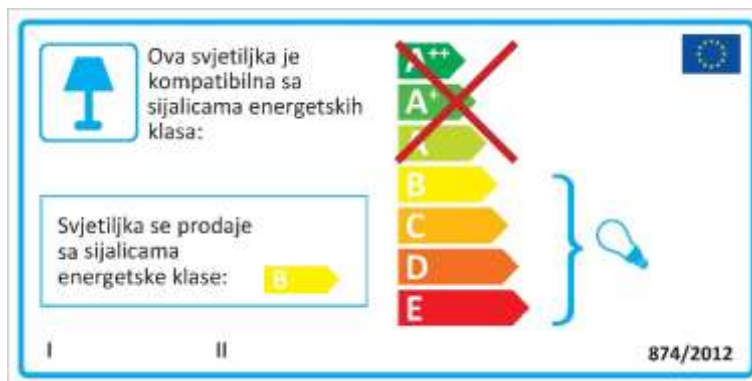 Ova svjetiljka je
kompatibilna sa
sijalicama energetskih
klasa:
A++
A+
A
B
C
D
E
Svjetiljka se prodaje
sa sijalicama
energetske klase:
B
I II
874/2012